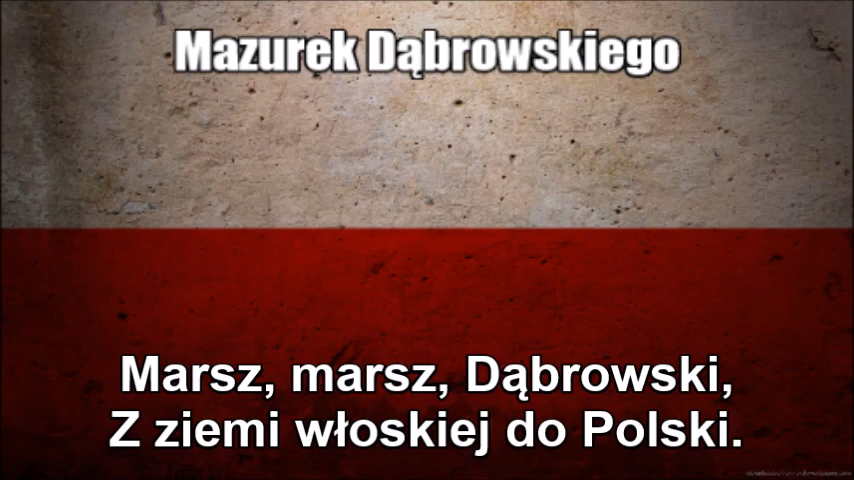 Mazurek Dąbrowskiego
Marsz, marsz, Dąbrowski,
Z ziemi włoskiej do Polski.